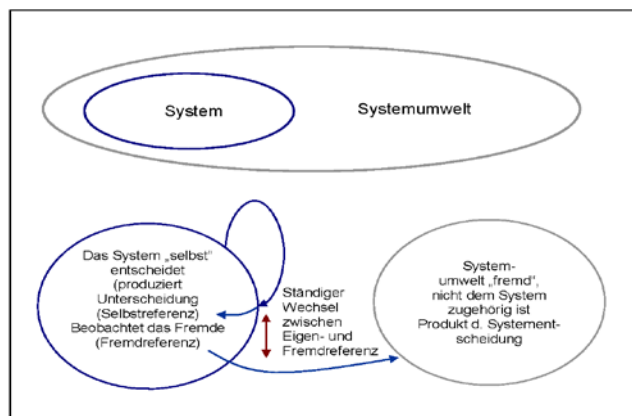 System
Systemumwelt
Das System „selbst“
entscheidet
(produziert
Unterscheidung
(Selbstreferenz)
Beobachtet das Fremde
(Fremdreferenz)
Ständiger
Wechsel
zwischen
Eigen- und
Fremdreferenz
System-
umwelt „fremd“,
nicht dem System
zugehörig ist
Produkt d. Systement-
scheidung